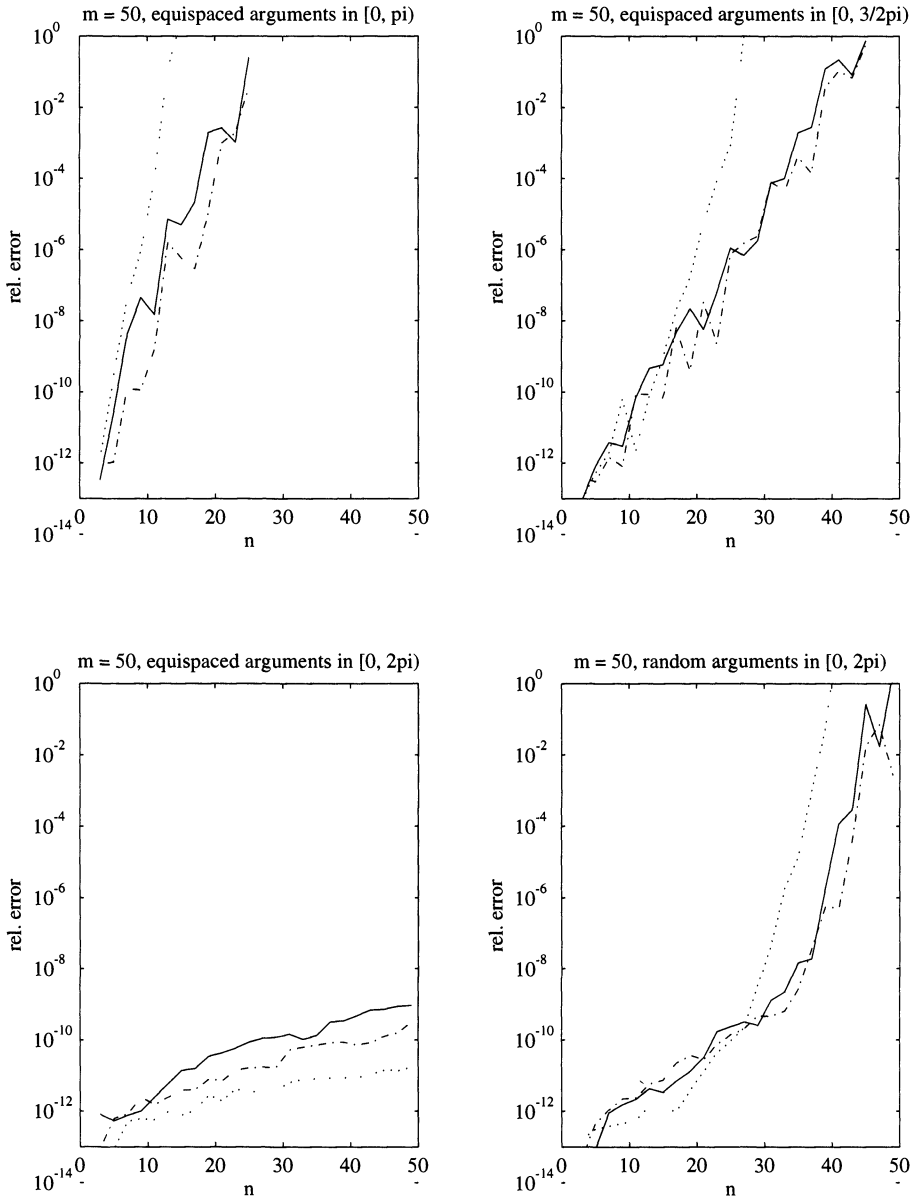 m = 50, equispaced arguments in [0, pi)
10^0
10^-2
10^-4
10^-6
10^-8
10^-10
10^-12
10^-14
rel. error
0 10 20 30 40 50
n
m = 50, equispaced arguments in [0, 3/2pi)
10^0
10^-2
10^-4
10^-6
10^-8
10^-10
10^-12
10^-14
rel. error
0 10 20 30 40 50
n
m = 50, equispaced arguments in [0, 2pi)
10^0
10^-2
10^-4
10^-6
10^-8
10^-10
10^-12
10^-14
rel. error
0 10 20 30 40 50
n
m = 50, random arguments in [0, 2pi)
10^0
10^-2
10^-4
10^-6
10^-8
10^-10
10^-12
10^-14
rel. error
0 10 20 30 40 50
n